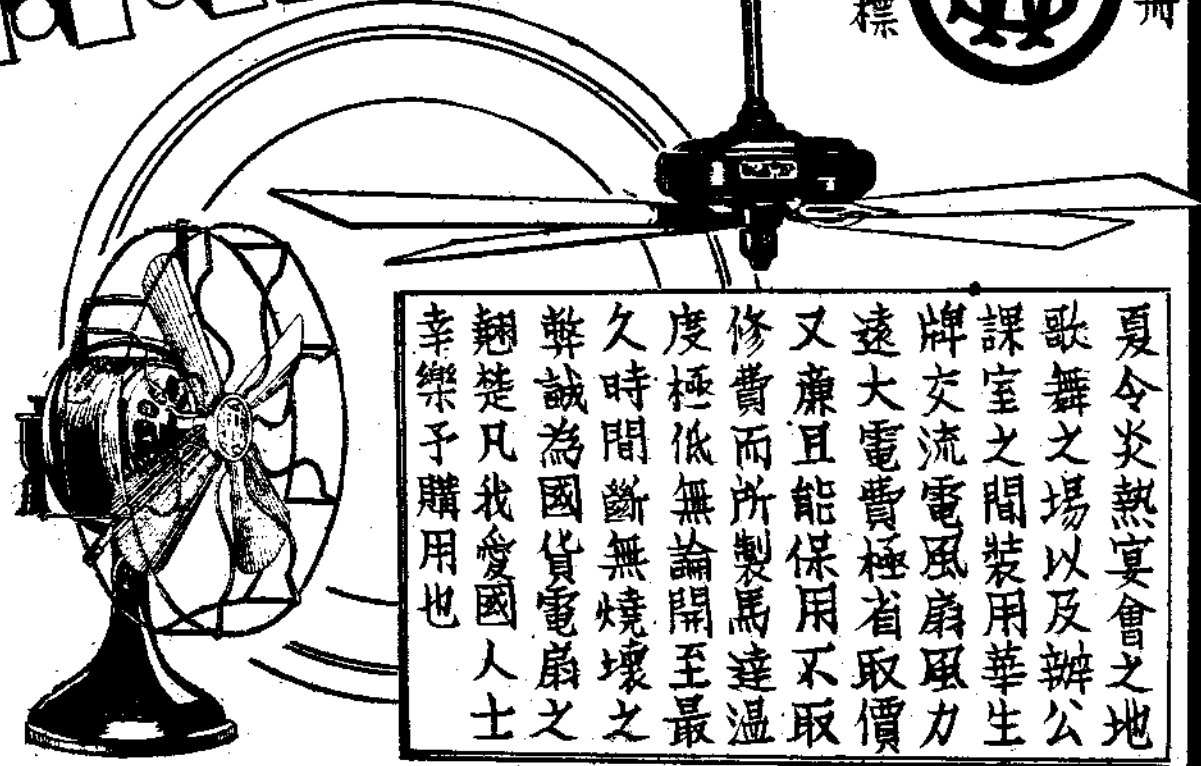 標
冊
夏令炎熱宴會之地
歌舞之場以及辦公
課室之間裝用華生
牌交流電風扇風力
遠大電費極省取價
又廉且能保用不取
修費而所製馬達溫
度極低無論開至最
久時間斷無燒壞之
弊誠為國貨電扇之
翹楚凡我愛國人士
幸樂予購用也